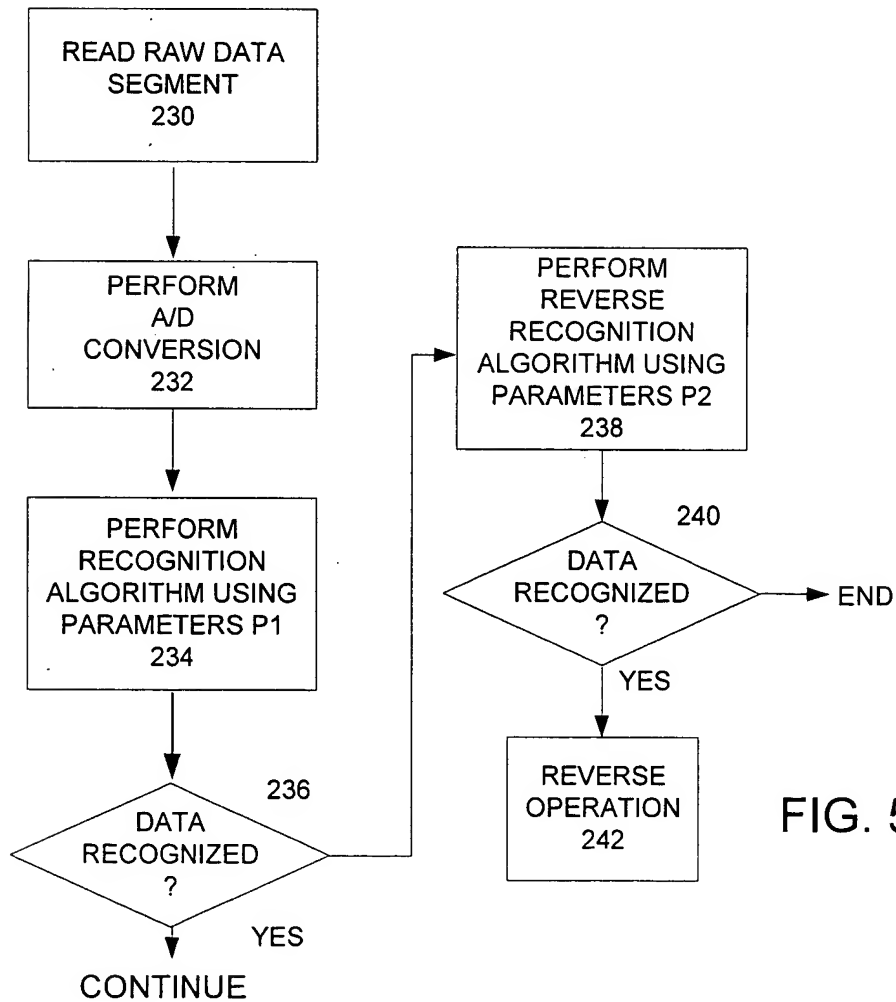 READ RAW DATA
SEGMENT
230
PERFORM
A/D
CONVERSION
232
PERFORM
RECOGNITION
ALGORITHM USING
PARAMETERS P1
234
236
DATA
RECOGNIZED
?
YES
CONTINUE
PERFORM
REVERSE
RECOGNITION
ALGORITHM USING
PARAMETERS P2
238
240
DATA
RECOGNIZED
?
END
YES
REVERSE
OPERATION
242
FIG. 5